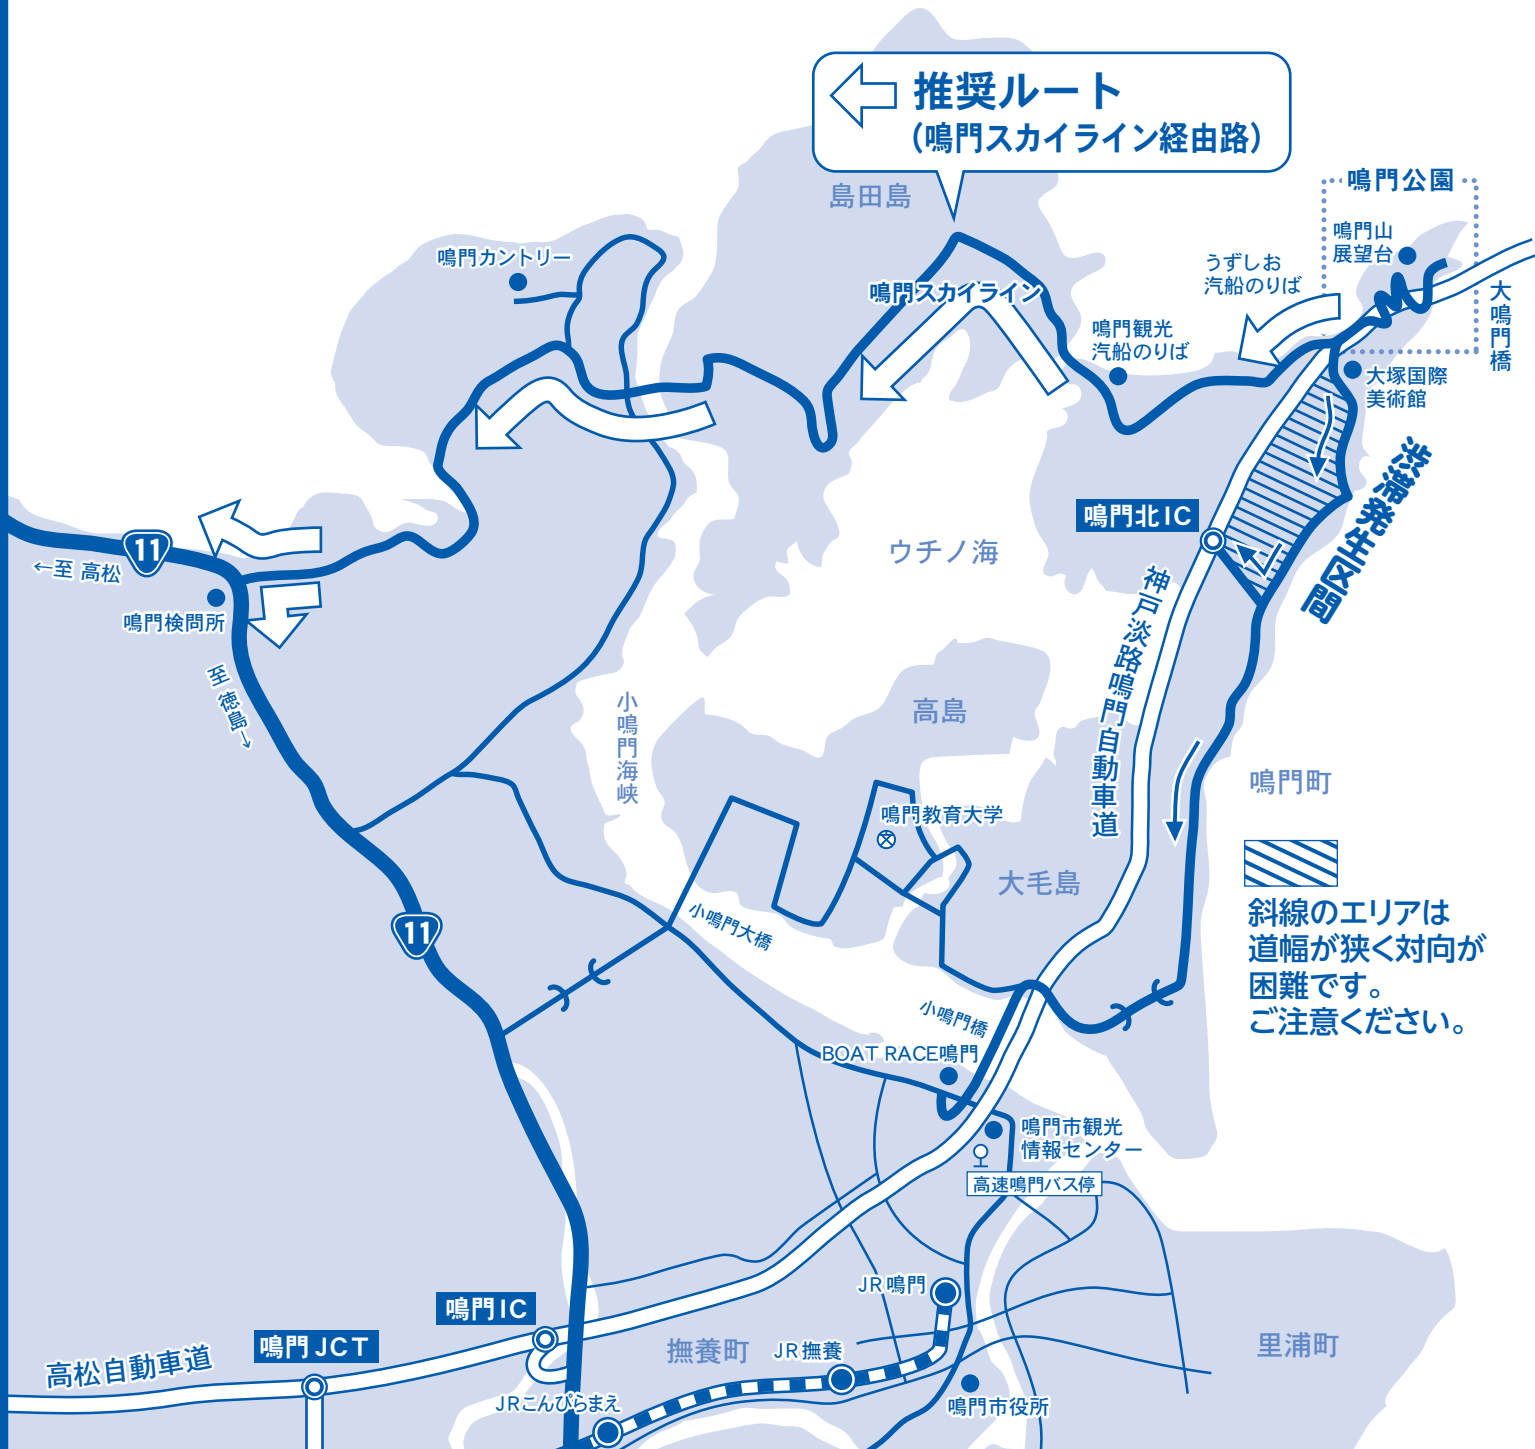 推奨ルート
（鳴門スカイライン経由路）
島田島
鳴門公園
鳴門山
展望台
うずしお
汽船のりば
大鳴門橋
鳴門カントリー
鳴門スカイライン
鳴門観光
汽船のりば
大塚国際
美術館
渋滞発生区間
鳴門北IC
ウチノ海
11
←至 高松
鳴門検問所
至 徳島→
神戸淡路鳴門自動車道
小鳴門海峡
高島
鳴門町
鳴門教育大学
大毛島
斜線のエリアは
道幅が狭く対向が
困難です。
ご注意ください。
11
小鳴門大橋
小鳴門橋
BOAT RACE鳴門
鳴門市観光
情報センター
高速鳴門バス停
JR鳴門
鳴門IC
鳴門JCT
高松自動車道
撫養町
JR撫養
里浦町
JRこんぴらまえ
鳴門市役所